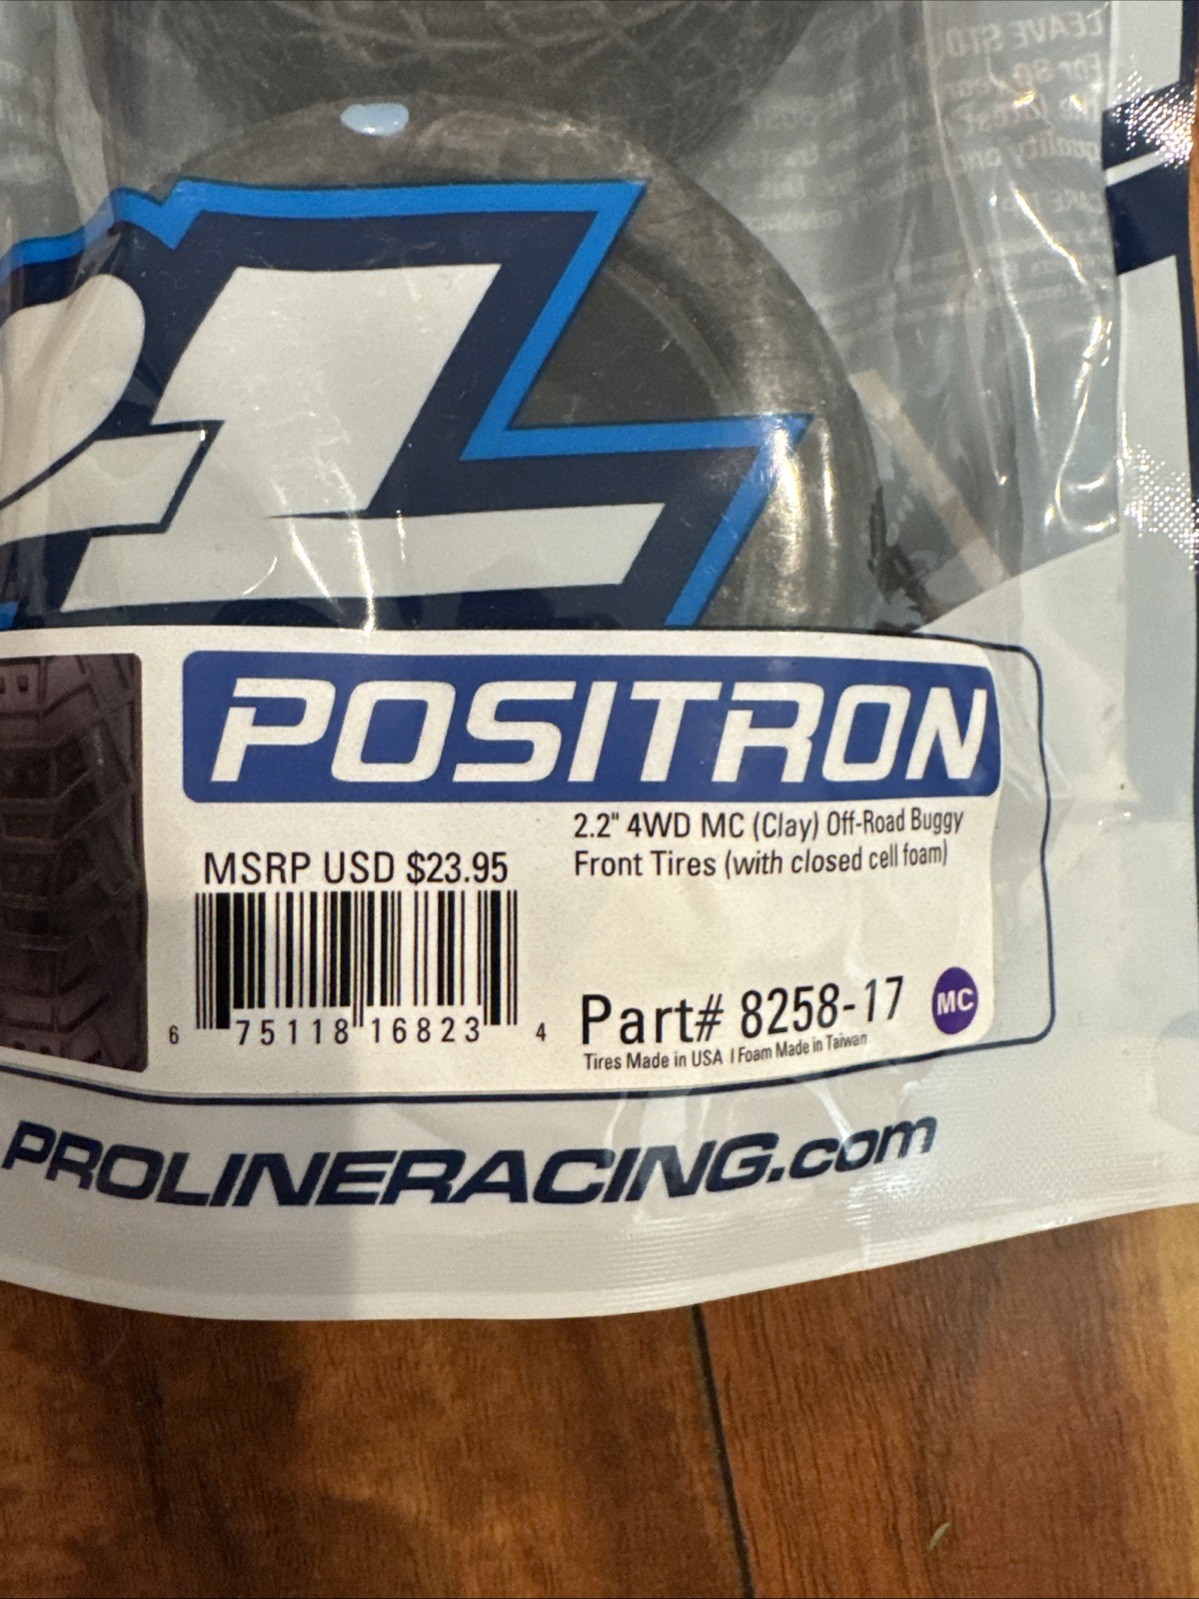 PL
POSITRON
2.2" 4WD MC (Clay) Off-Road Buggy
Front Tires (with closed cell foam)
MSRP USD $23.95
6 75118 16823 4
Part# 8258-17 MC
Tires Made in USA | Foam Made in Taiwan
PROLINERACING.com